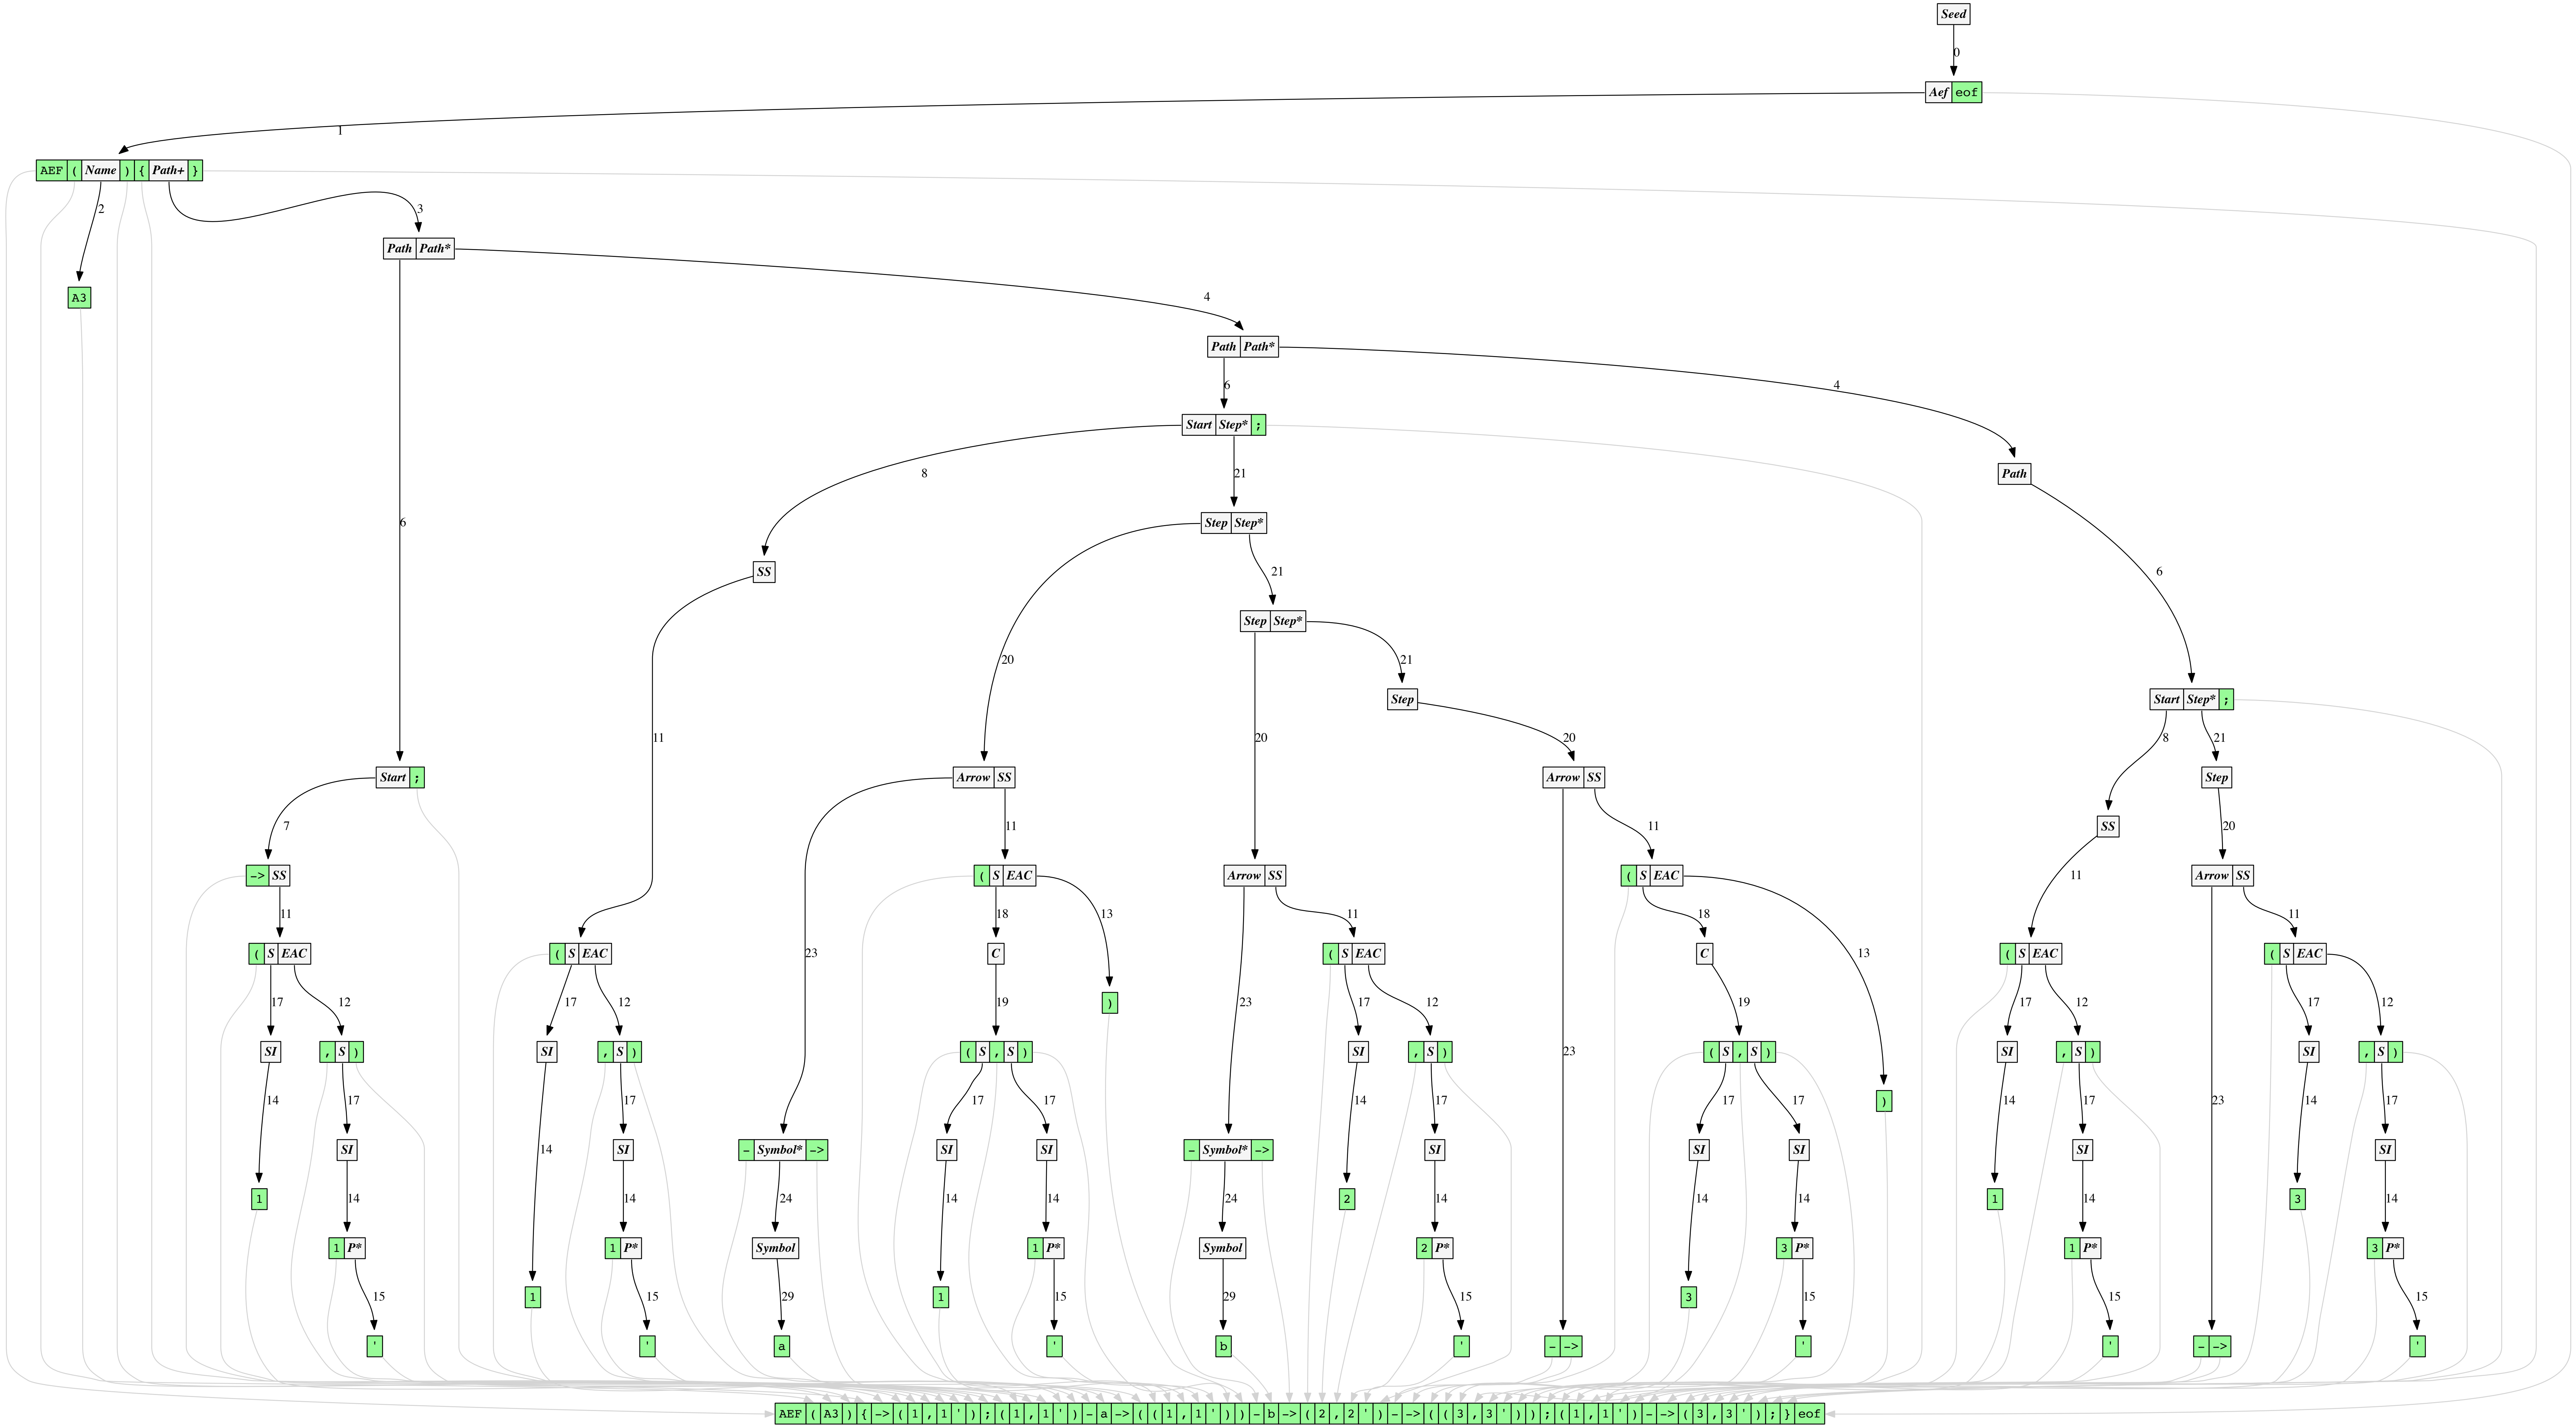 Seed
0
Aef eof
1
AEF ( Name ) { Path+ }
2 3
Path Path*
A3
4
Path Path*
6 4
Start Step* ;
8 21 Path
6
Step Step*
21 6
SS
Step Step*
20 21
Step Start Step* ;
11 20 20 8 21
Start ; Arrow SS Arrow SS Step
7 11 11 20
SS
-> SS ( S EAC Arrow SS ( S EAC Arrow SS
11 18 13 11 18 11 11
( S EAC ( S EAC C ( S EAC C ( S EAC ( S EAC
23 13
17 12 17 12 19 23 17 12 19 17 12 17 12
)
SI , S ) SI , S ) ( S , S ) SI , S ) ( S , S ) SI , S ) SI , S )
23
14 17 14 17 17 17 14 17 17 17 14 17 23 14 17
)
SI SI - Symbol* -> SI SI - Symbol* -> SI SI SI SI SI
1 14 14 24 14 14 24 2 14 14 14 1 14 3 14
1 P* 1 P* Symbol 1 P* Symbol 2 P* 3 P* 1 P* 3 P*
15 1 15 29 1 15 29 15 3 15 15 15
' ' a ' b ' - -> ' ' - -> '
AEF ( A3 ) { -> ( 1 , 1 ' ) ; ( 1 , 1 ' ) - a -> ( ( 1 , 1 ' ) ) - b -> ( 2 , 2 ' ) - -> ( ( 3 , 3 ' ) ) ; ( 1 , 1 ' ) - -> ( 3 , 3 ' ) ; } eof